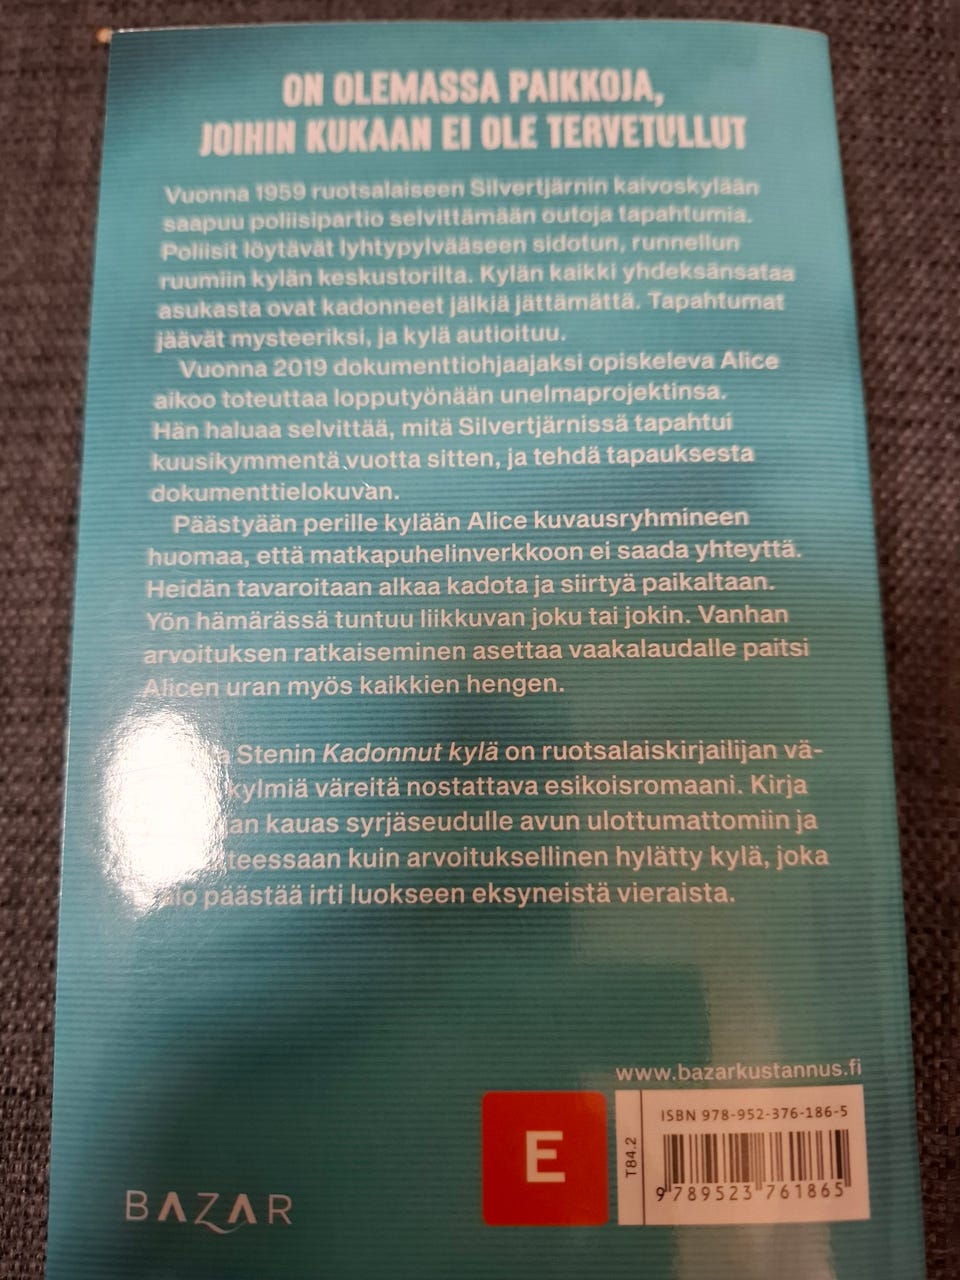 ON OLEMASSA PAIKKOJA,
JOIHIN KUKAAN EI OLE TERVETULLUT
Vuonna 1959 ruotsalaiseen Silvertjärnin kaivoskylään
saapuu poliisipartio selvittämään outoja tapahtumia.
Poliisit löytävät lyhtypylvääseen sidotun, runnellun
ruumiin kylän keskustorilta. Kylän kaikki yhdeksänsataa
asukasta ovat kadonneet jälkiä jättämättä. Tapahtumat
jäävät mysteeriksi, ja kylä autioituu.
Vuonna 2019 dokumenttiohjaajaksi opiskeleva Alice
aikoo toteuttaa lopputyönään unelmaprojektinsa.
Hän haluaa selvittää, mitä Silvertjärnissä tapahtui
kuusikymmentä vuotta sitten, ja tehdä tapauksesta
dokumenttielokuvan.
Päästyään perille kylään Alice kuvausryhmineen
huomaa, että matkapuhelinverkkoon ei saada yhteyttä.
Heidän tavaroitaan alkaa kadota ja siirtyä paikaltaan.
Yön hämärässä tuntuu liikkuvan joku tai jokin. Vanhan
arvoituksen ratkaiseminen asettaa vaakalaudalle paitsi
Alicen uran myös kaikkien hengen.
Stenin Kadonnut kylä on ruotsalaiskirjailijan vä-
kylmiä väreitä nostattava esikoisromaani. Kirja
kauas syrjäseudulle avun ulottumattomiin ja
kuin arvoituksellinen hylätty kylä, joka
päästää irti luokseen eksyneistä vieraista.
www.bazarkustannus.fi
ISBN 978-952-376-186-5
T84.2
E
9 789523 761865
BAZAR